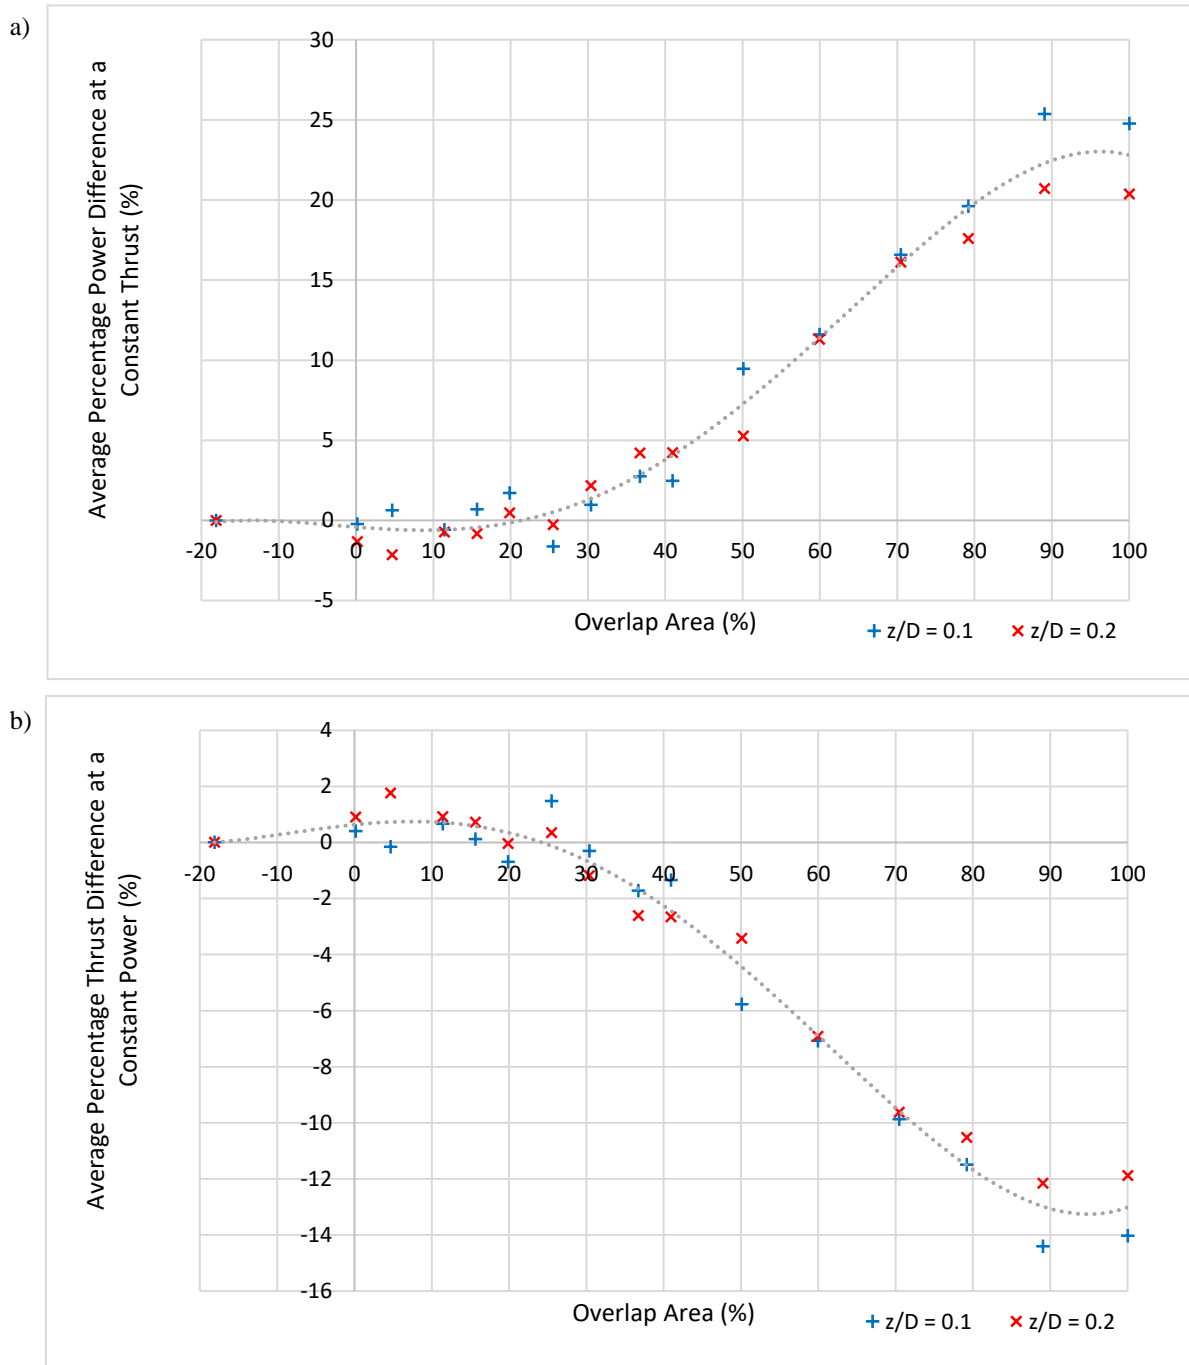 a)
Average Percentage Power Difference at a
Constant Thrust (%)
30
25
20
15
10
5
0
-5
-20 -10 0 10 20 30 40 50 60 70 80 90 100
Overlap Area (%)
z/D = 0.1 z/D = 0.2
b)
Average Percentage Thrust Difference at a
Constant Power (%)
4
2
0
-2
-4
-6
-8
-10
-12
-14
-16
-20 -10 0 10 20 30 40 50 60 70 80 90 100
Overlap Area (%)
z/D = 0.1 z/D = 0.2